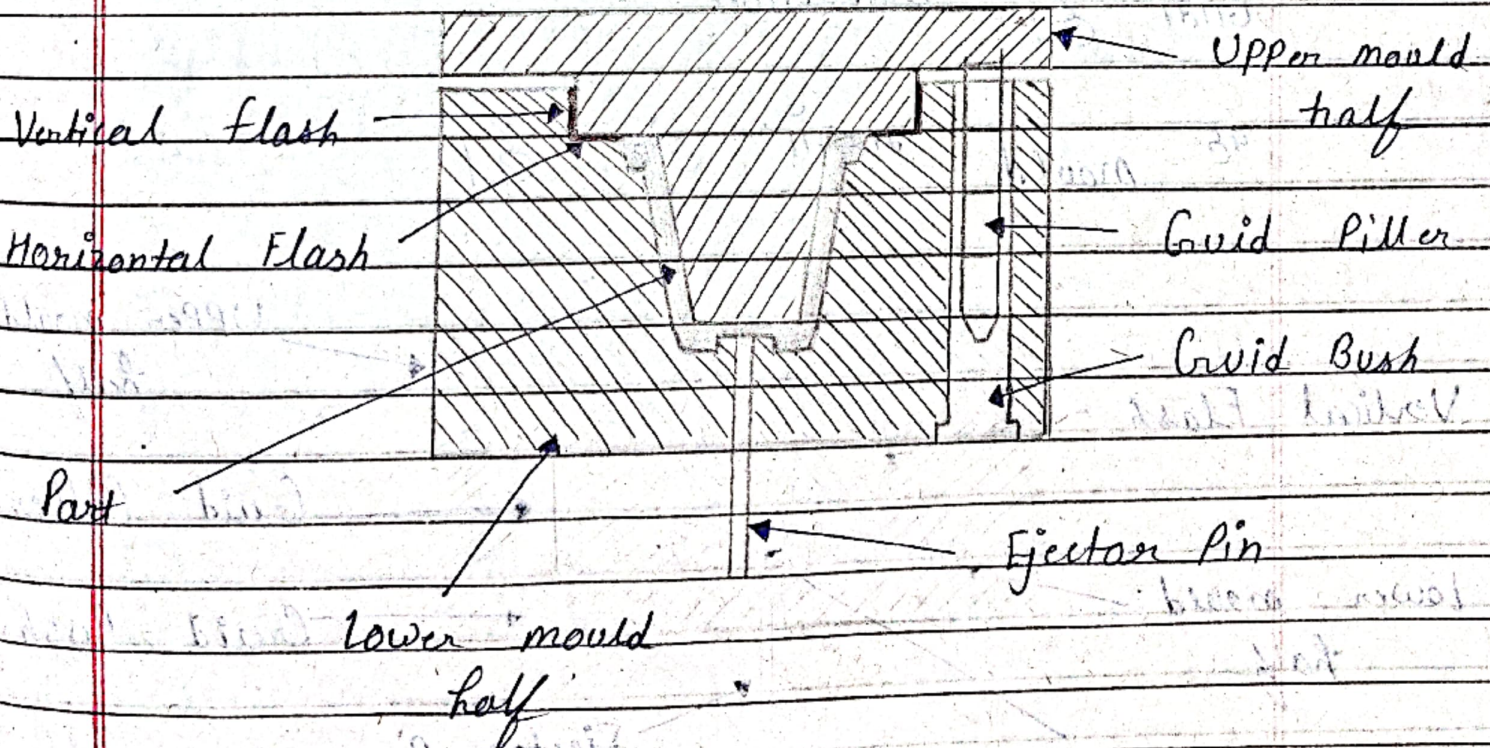 Upper mould
half
Vertical flash
Horizontal Flash
Guid Piller
Guid Bush
Part
Ejector Pin
lower mould
half